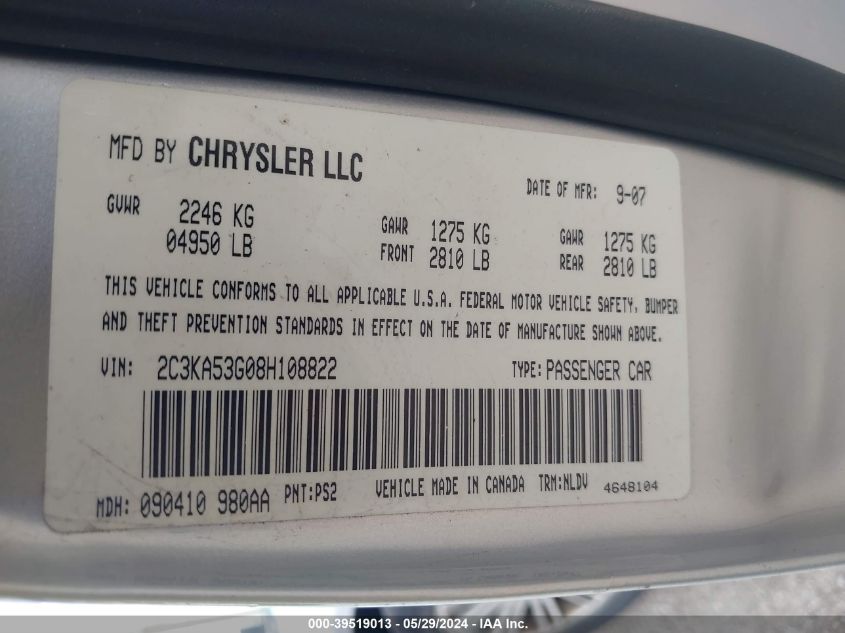 MFD BY CHRYSLER LLC
DATE OF MFR: 9-07
GVWR 2246 KG
04950 LB
GAWR 1275 KG
FRONT 2810 LB
GAWR 1275 KG
REAR 2810 LB
THIS VEHICLE CONFORMS TO ALL APPLICABLE U.S.A. FEDERAL MOTOR VEHICLE SAFETY, BUMPER
AND THEFT PREVENTION STANDARDS IN EFFECT ON THE DATE OF MANUFACTURE SHOWN ABOVE.
VIN: 2C3KA53G08H108822 TYPE: PASSENGER CAR
MDH: 090410 980AA PNT:PS2 VEHICLE MADE IN CANADA TRM:NLDV 4648104
000-39519013 - 05/29/2024 - IAA Inc.